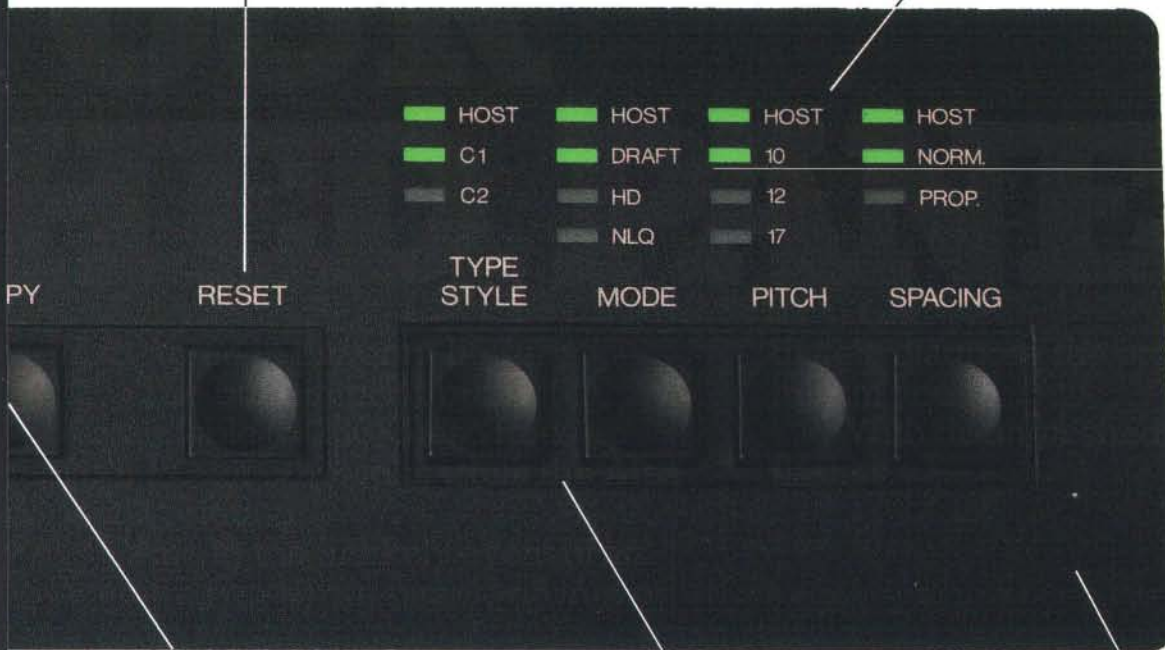 HOST HOST HOST HOST
C1 DRAFT 10 NORM.
C2 HD 12 PROP.
NLQ 17
PY RESET TYPE STYLE MODE PITCH SPACING